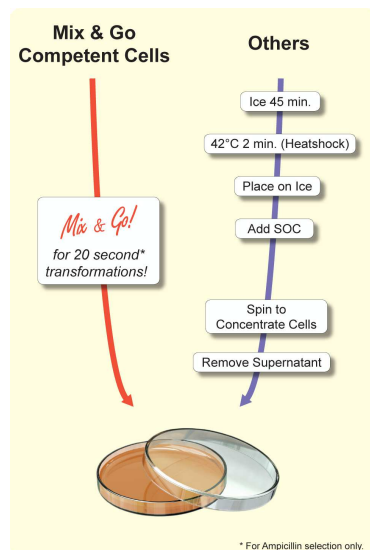 Mix & Go
Competent Cells
Others
Ice 45 min.
42°C 2 min. (Heatshock)
Place on Ice
Add SOC
Mix & Go!
for 20 second*
transformations!
Spin to
Concentrate Cells
Remove Supernatant
* For Ampicillin selection only.